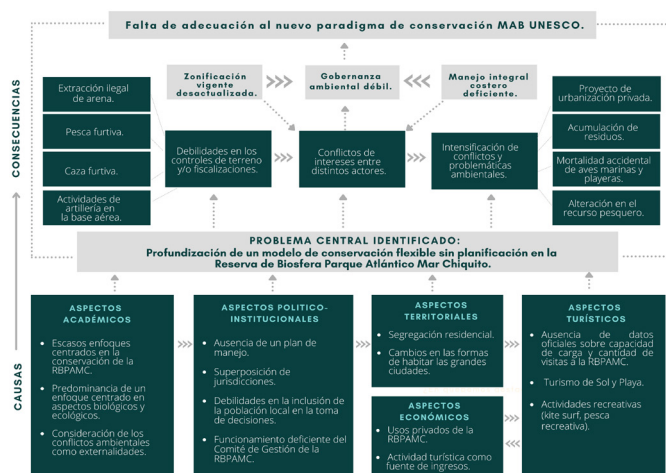 Falta de adecuación al nuevo paradigma de conservación MAB UNESCO.
Zonificación
vigente
desactualizada.
Gobernanza
ambiental débil.
Manejo integral
costero
deficiente.
CONSECUENCIAS
Extracción ilegal
de arena.
Pesca furtiva.
Caza furtiva.
Actividades de
artillería en
la base aérea.
Debilidades en los
controles de terreno
y/o fiscalizaciones.
Conflictos de
intereses entre
distintos actores.
Intensificación de
conflictos y
problemáticas
ambientales.
Proyecto de
urbanización privada.
Acumulación de
residuos.
Mortalidad accidental
de aves marinas y
playeras.
Alteración en el
recurso pesquero.
PROBLEMA CENTRAL IDENTIFICADO:
Profundización de un modelo de conservación flexible sin planificación en la
Reserva de Biosfera Parque Atlántico Mar Chiquito.
CAUSAS
ASPECTOS
ACADÉMICOS
• Escasos enfoques
centrados en la
conservación de la
RBPAMC.
• Predominancia de un
enfoque centrado en
aspectos biológicos y
ecológicos.
• Consideración de los
conflictos ambientales
como externalidades.
ASPECTOS POLITICO-
INSTITUCIONALES
• Ausencia de un plan de
manejo.
• Superposición de
jurisdicciones.
• Debilidades en la inclusión de
la población local en la toma
de decisiones.
• Funcionamiento deficiente del
Comité de Gestión de la
RBPAMC.
ASPECTOS
TERRITORIALES
• Segregación residencial.
• Cambios en las formas
de habitar las grandes
ciudades.
ASPECTOS
ECONÓMICOS
• Usos privados de la
RBPAMC.
• Actividad turística como
fuente de ingresos.
ASPECTOS
TURÍSTICOS
• Ausencia de datos
oficiales sobre capacidad
de carga y cantidad de
visitas a la RBPAMC.
• Turismo de Sol y Playa.
• Actividades recreativas
(kite surf, pesca
recreativa).